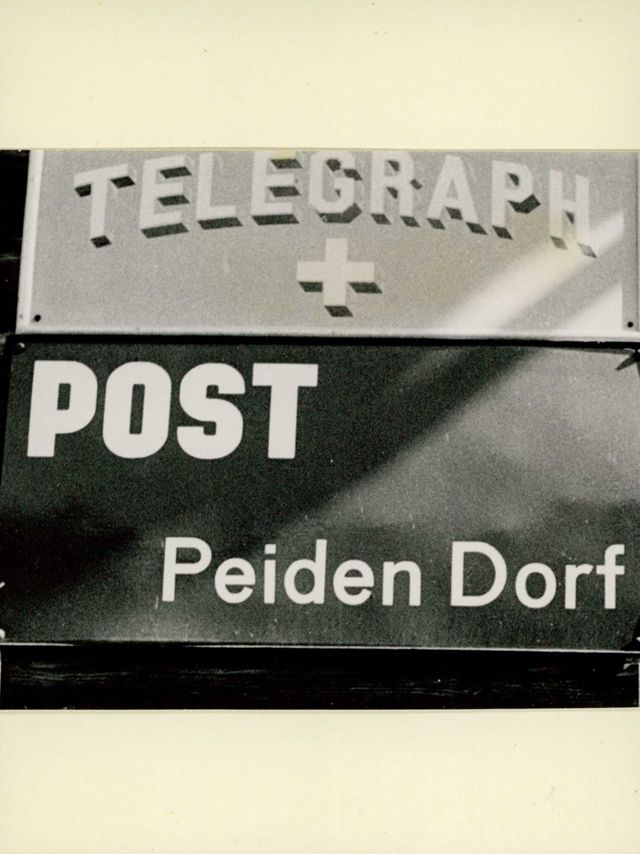 TELEGRAPH
POST
Peiden Dorf